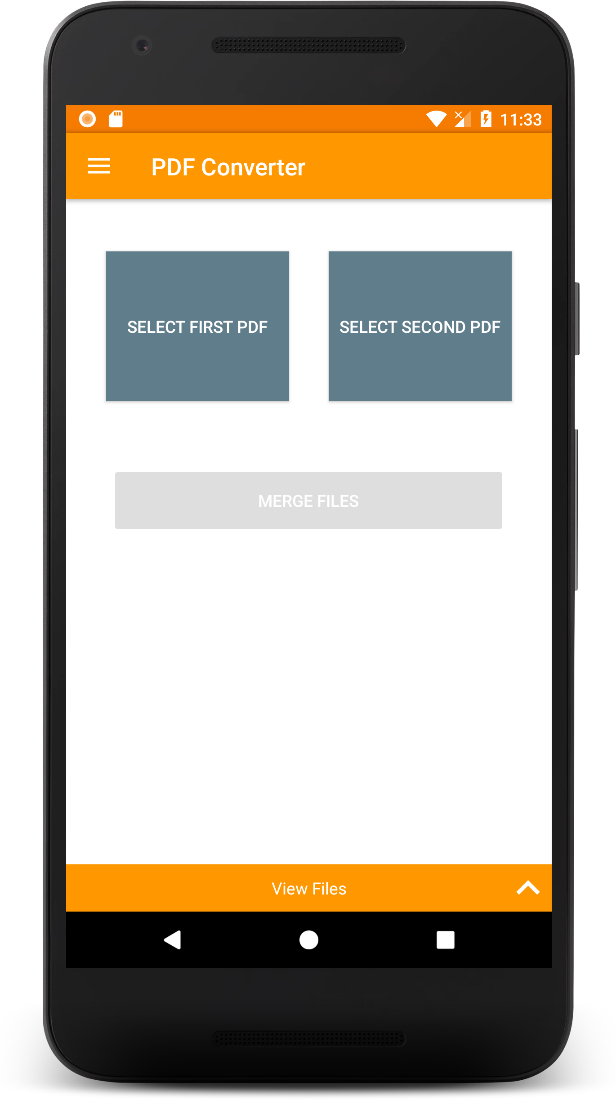 11:33
PDF Converter
SELECT FIRST PDF
SELECT SECOND PDF
MERGE FILES
View Files